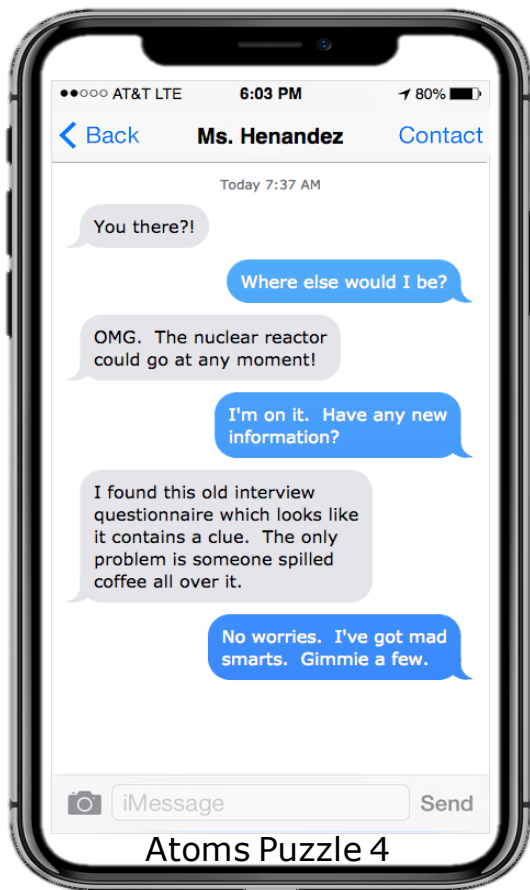 ●●○○○ AT&T LTE 6:03 PM 80%
Back Ms. Henandez Contact
Today 7:37 AM
You there?!
Where else would I be?
OMG. The nuclear reactor
could go at any moment!
I'm on it. Have any new
information?
I found this old interview
questionnaire which looks like
it contains a clue. The only
problem is someone spilled
coffee all over it.
No worries. I've got mad
smarts. Gimmie a few.
iMessage Send
Atoms Puzzle 4